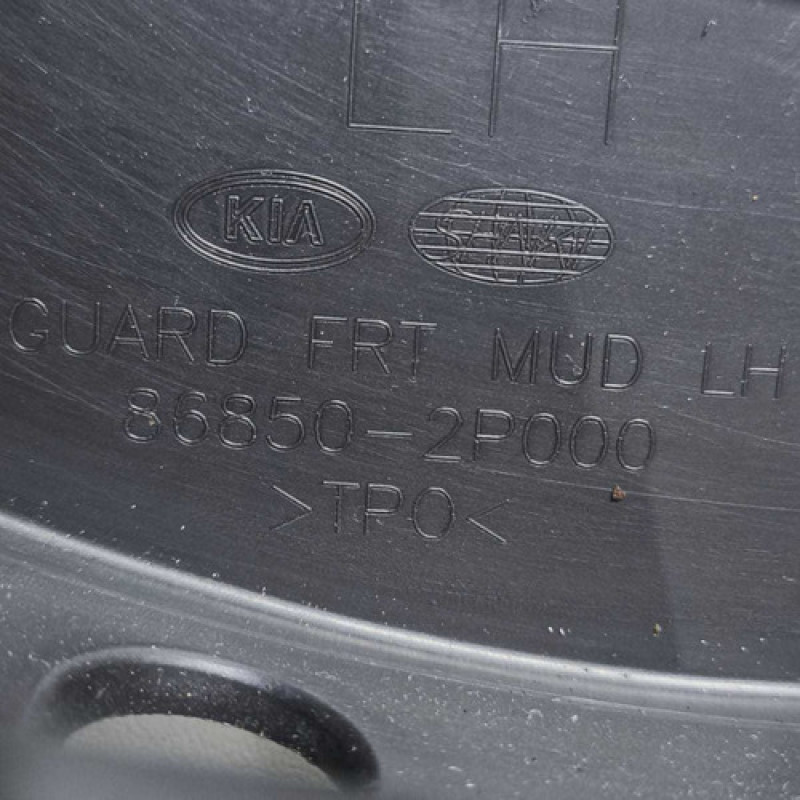 LH
KIA
GUARD FRT MUD LH
86850-2P000
>TPO<